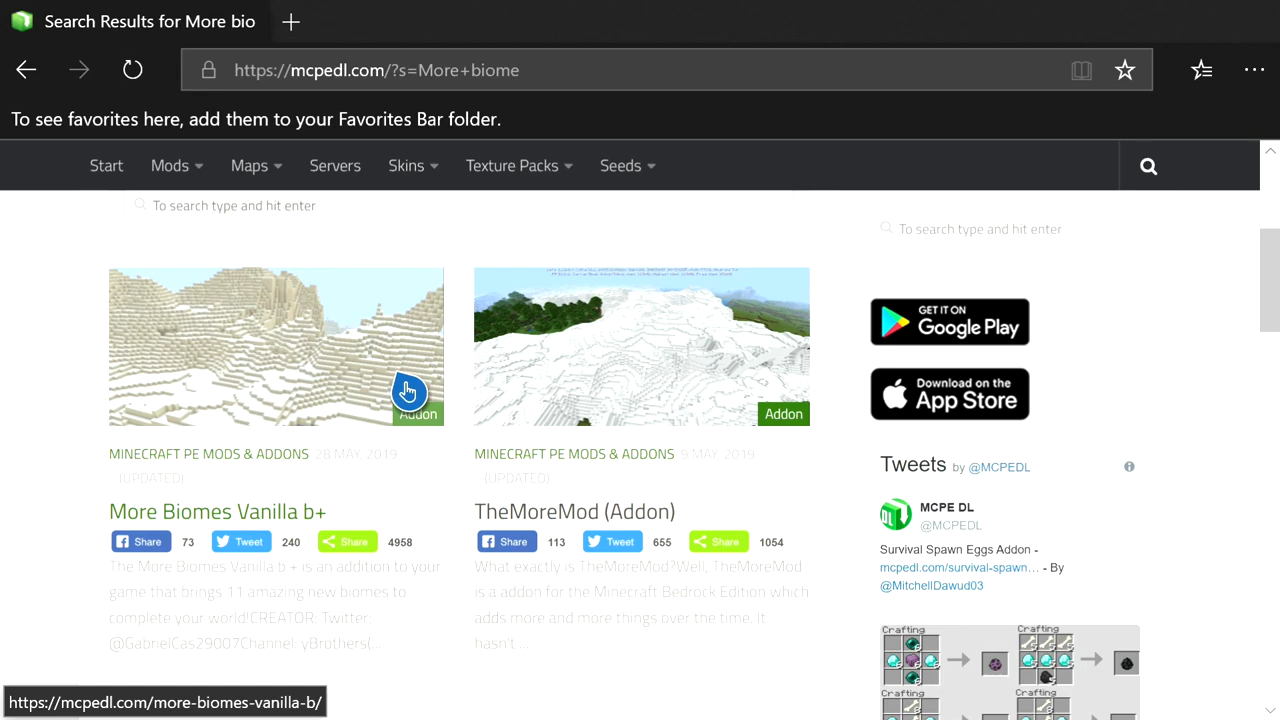 Search Results for More bio
https://mcpedl.com/?s=More+biome
To see favorites here, add them to your Favorites Bar folder.
Start Mods Maps Servers Skins Texture Packs Seeds
To search type and hit enter
To search type and hit enter
Addon
Addon
MINECRAFT PE MODS & ADDONS 28 MAY, 2019
(UPDATED)
More Biomes Vanilla b+
Share 73 Tweet 240 Share 4958
The More Biomes Vanilla b + is an addition to your
game that brings 11 amazing new biomes to
complete your world!CREATOR: Twitter:
@GabrielCas29007Channel: yBrothers(...
MINECRAFT PE MODS & ADDONS 9 MAY, 2019
(UPDATED)
TheMoreMod (Addon)
Share 113 Tweet 655 Share 1054
What exactly is TheMoreMod?Well, TheMoreMod
is a addon for the Minecraft Bedrock Edition which
adds more and more things over the time. It
hasn't ...
GET IT ON
Google Play
Download on the
App Store
Tweets by @MCPEDL
MCPE DL
@MCPEDL
Survival Spawn Eggs Addon -
mcpedl.com/survival-spawn... - By
@MitchellDawud03
Crafting
Crafting
Crafting
Crafting
https://mcpedl.com/more-biomes-vanilla-b/